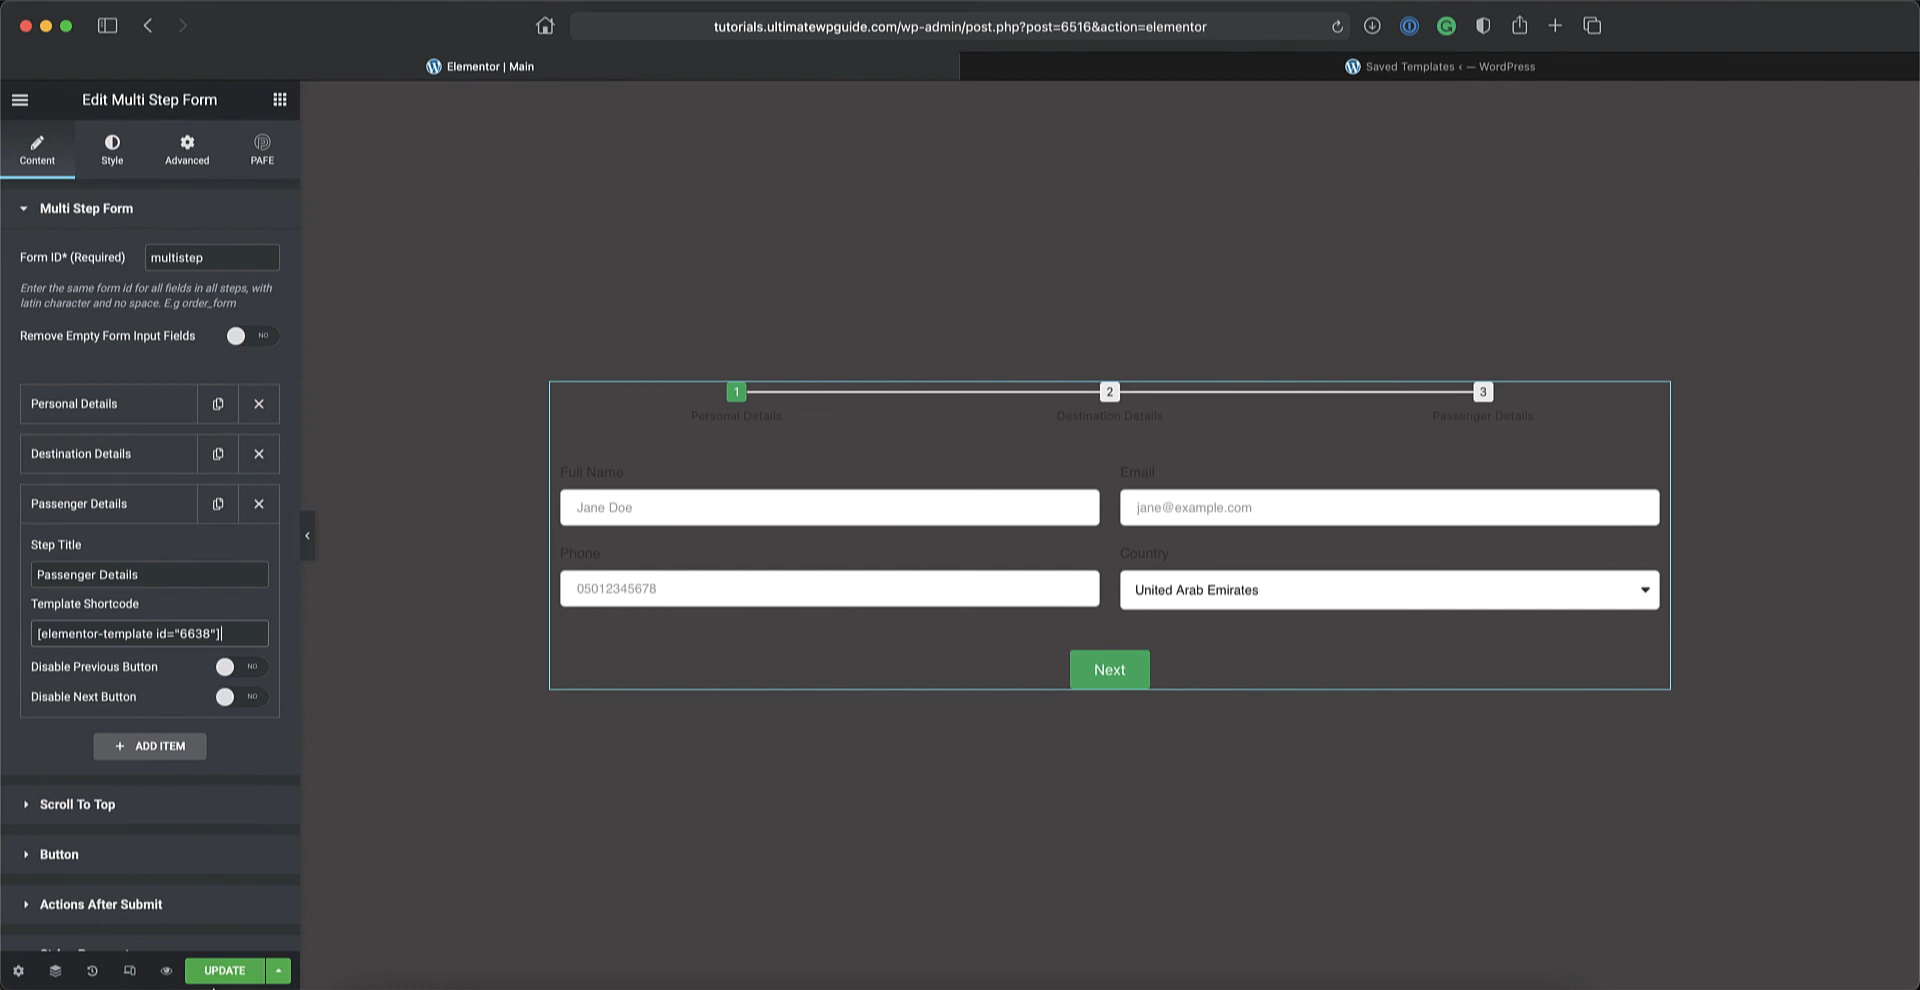 tutorials.ultimatewpguide.com/wp-admin/post.php?post=6516&action=elementor
Elementor | Main
Saved Templates ‹ — WordPress
Edit Multi Step Form
Content
Style
Advanced
PAFE
Multi Step Form
Form ID* (Required)
multistep
Enter the same form id for all fields in all steps, with
latin character and no space. E.g order_form
Remove Empty Form Input Fields
NO
Personal Details
Destination Details
Passenger Details
Step Title
Passenger Details
Template Shortcode
[elementor-template id="6638"]
Disable Previous Button
NO
Disable Next Button
NO
+ ADD ITEM
Scroll To Top
Button
Actions After Submit
UPDATE
1
2
3
Personal Details
Destination Details
Passenger Details
Full Name
Email
Jane Doe
jane@example.com
Phone
Country
05012345678
United Arab Emirates
Next